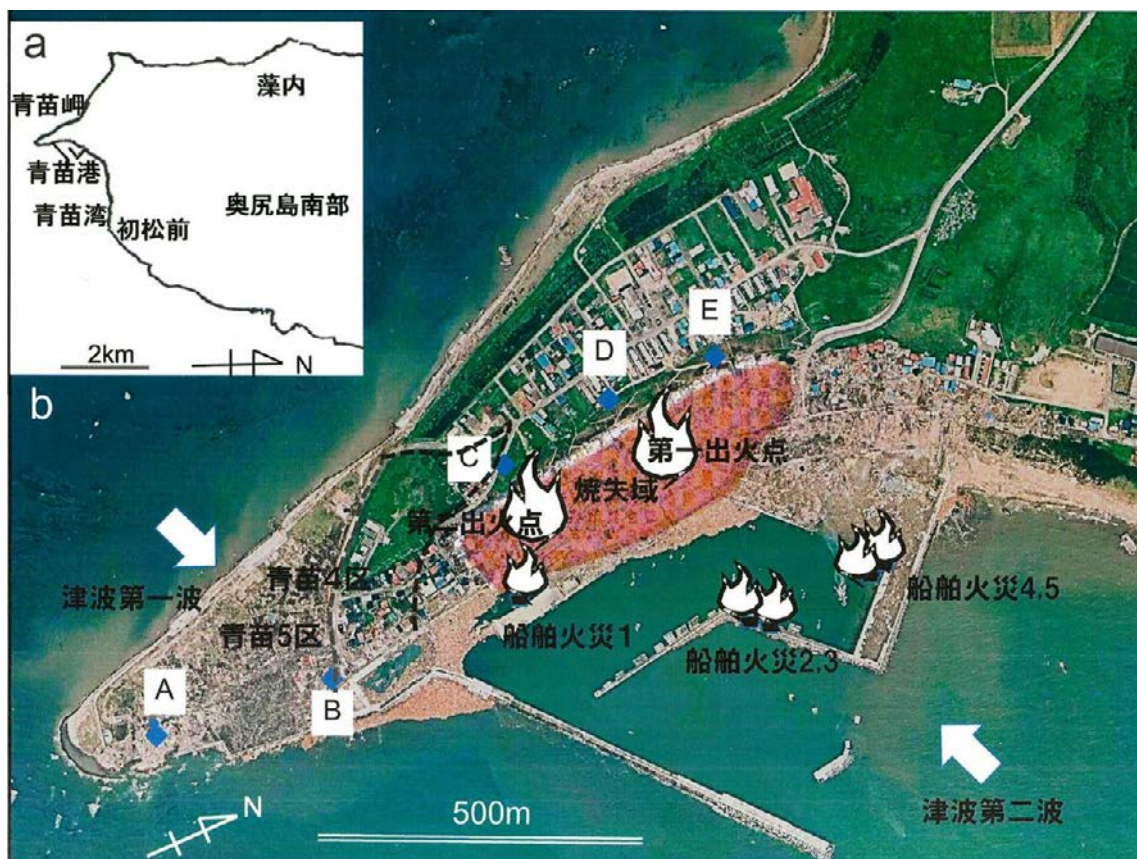 a
藻内
青苗岬
青苗港
奥尻島南部
青苗湾
初松前
2km
N
b
E
D
C
第一出火点
焼失域
第二出火点
津波第一波
青苗4区
船舶火災4,5
青苗5区
船舶火災1
船舶火災2,3
A
B
津波第二波
500m
N